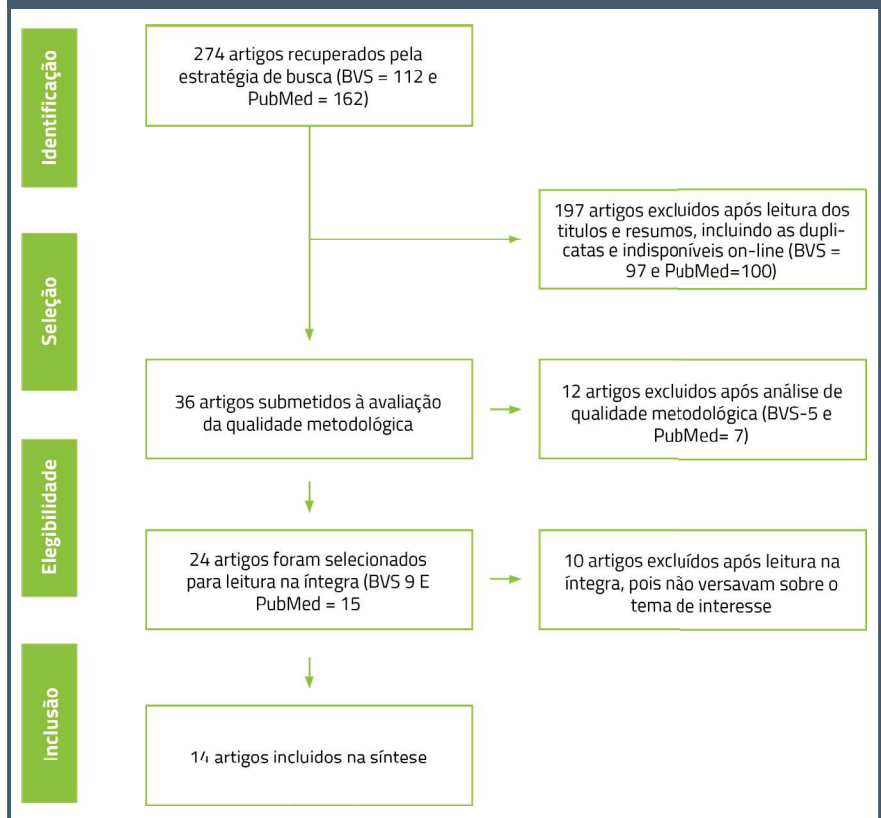 Identificação
274 artigos recuperados pela
estratégia de busca (BVS = 112 e
PubMed = 162)
197 artigos excluidos após leitura dos
titulos e resumos, incluindo as dupli-
catas e indisponíveis on-line (BVS =
97 e PubMed=100)
Seleção
36 artigos submetidos à avaliação
da qualidade metodológica
12 artigos excluidos após análise de
qualidade metodológica (BVS-5 e
PubMed= 7)
Elegibilidade
24 artigos foram selecionados
para leitura na íntegra (BVS 9 E
PubMed = 15
10 artigos excluídos após leitura na
íntegra, pois não versavam sobre o
tema de interesse
Inclusão
14 artigos incluidos na síntese